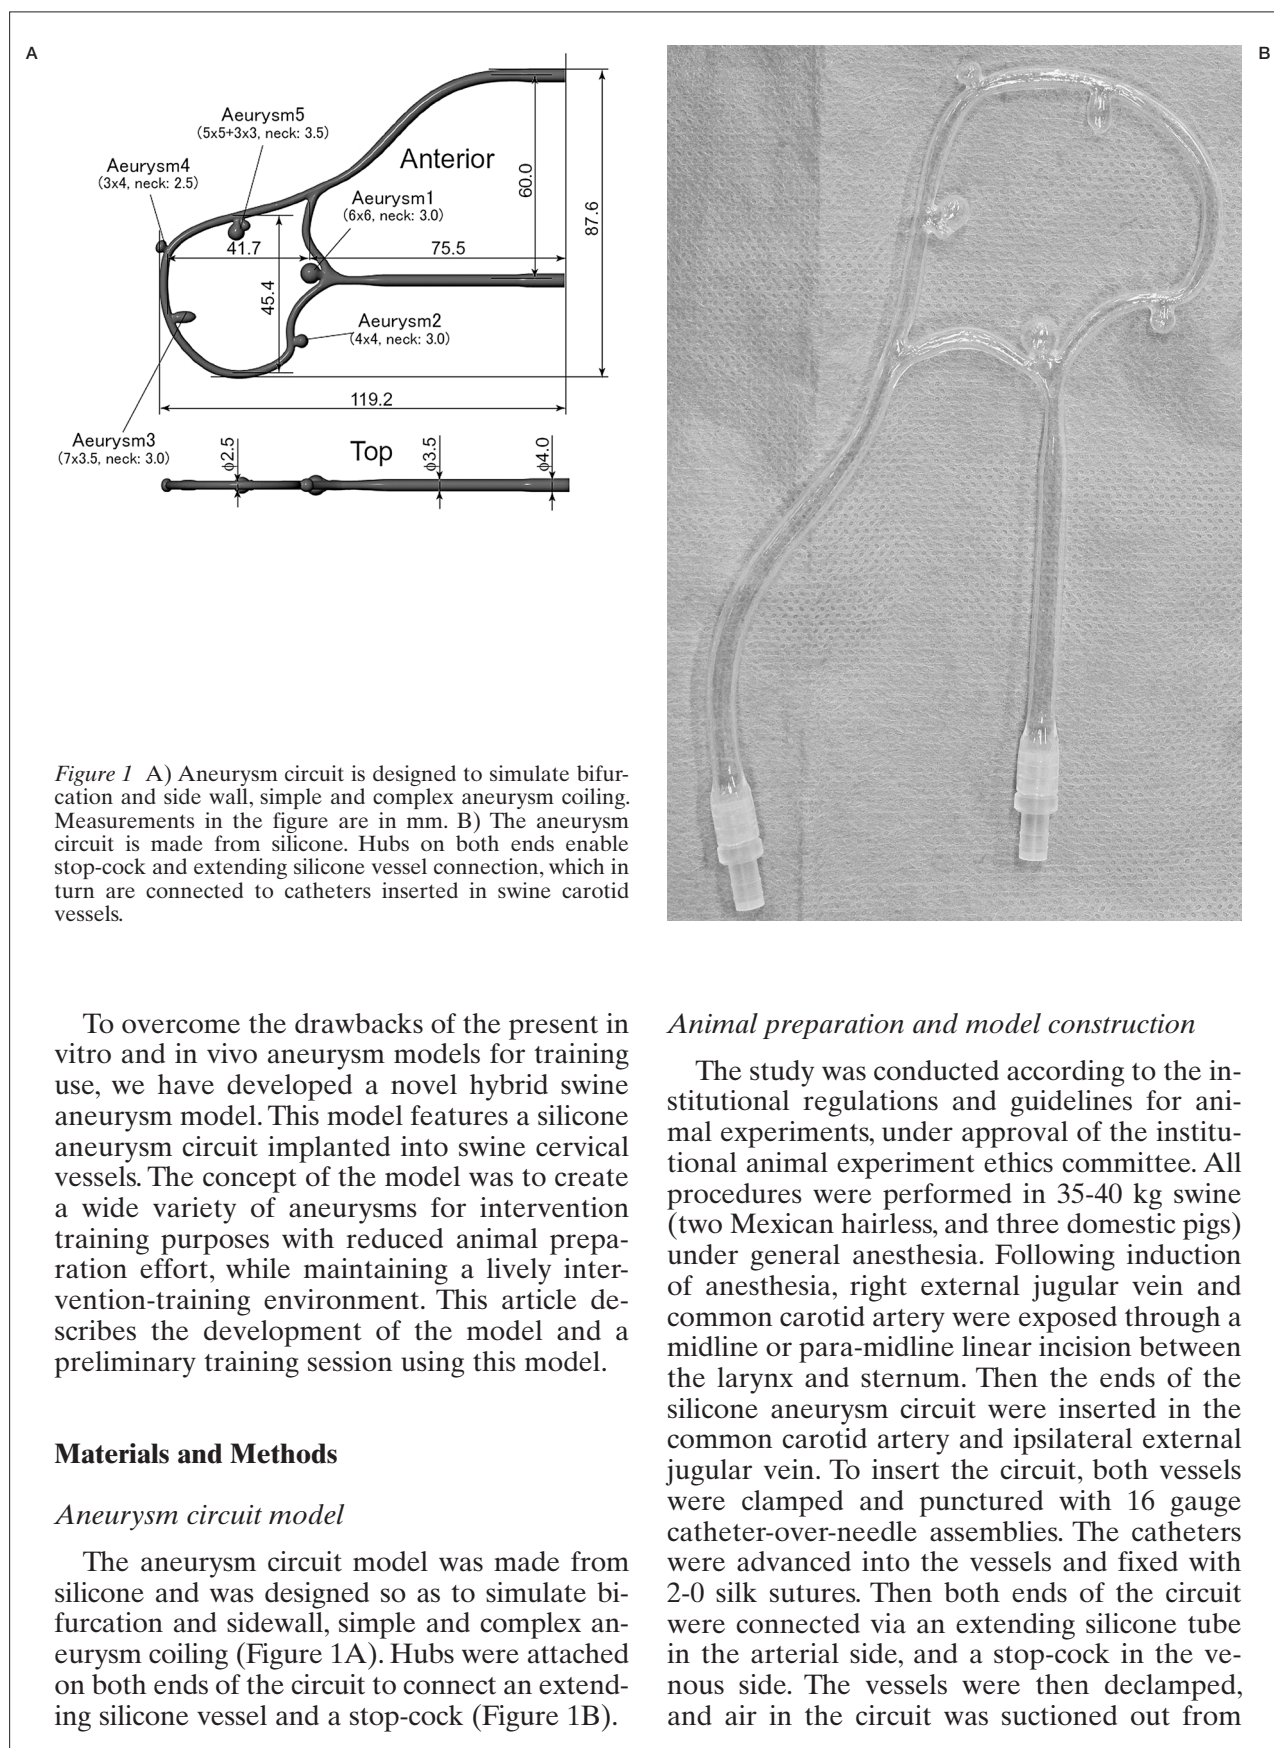 A
B
Aeurysm5
(5x5+3x3, neck: 3.5)
Aeurysm4
(3x4, neck: 2.5)
Anterior
Aeurysm1
(6x6, neck: 3.0)
60.0
87.6
41.7
75.5
45.4
Aeurysm2
(4x4, neck: 3.0)
119.2
Aeurysm3
(7x3.5, neck: 3.0)
Top
ϕ2.5
ϕ3.5
ϕ4.0
Figure 1 A) Aneurysm circuit is designed to simulate bifur-
cation and side wall, simple and complex aneurysm coiling.
Measurements in the figure are in mm. B) The aneurysm
circuit is made from silicone. Hubs on both ends enable
stop-cock and extending silicone vessel connection, which in
turn are connected to catheters inserted in swine carotid
vessels.
To overcome the drawbacks of the present in
vitro and in vivo aneurysm models for training
use, we have developed a novel hybrid swine
aneurysm model. This model features a silicone
aneurysm circuit implanted into swine cervical
vessels. The concept of the model was to create
a wide variety of aneurysms for intervention
training purposes with reduced animal prepa-
ration effort, while maintaining a lively inter-
vention-training environment. This article de-
scribes the development of the model and a
preliminary training session using this model.
Materials and Methods
Aneurysm circuit model
The aneurysm circuit model was made from
silicone and was designed so as to simulate bi-
furcation and sidewall, simple and complex an-
eurysm coiling (Figure 1A). Hubs were attached
on both ends of the circuit to connect an extend-
ing silicone vessel and a stop-cock (Figure 1B).
Animal preparation and model construction
The study was conducted according to the in-
stitutional regulations and guidelines for ani-
mal experiments, under approval of the institu-
tional animal experiment ethics committee. All
procedures were performed in 35-40 kg swine
(two Mexican hairless, and three domestic pigs)
under general anesthesia. Following induction
of anesthesia, right external jugular vein and
common carotid artery were exposed through a
midline or para-midline linear incision between
the larynx and sternum. Then the ends of the
silicone aneurysm circuit were inserted in the
common carotid artery and ipsilateral external
jugular vein. To insert the circuit, both vessels
were clamped and punctured with 16 gauge
catheter-over-needle assemblies. The catheters
were advanced into the vessels and fixed with
2-0 silk sutures. Then both ends of the circuit
were connected via an extending silicone tube
in the arterial side, and a stop-cock in the ve-
nous side. The vessels were then declamped,
and air in the circuit was suctioned out from